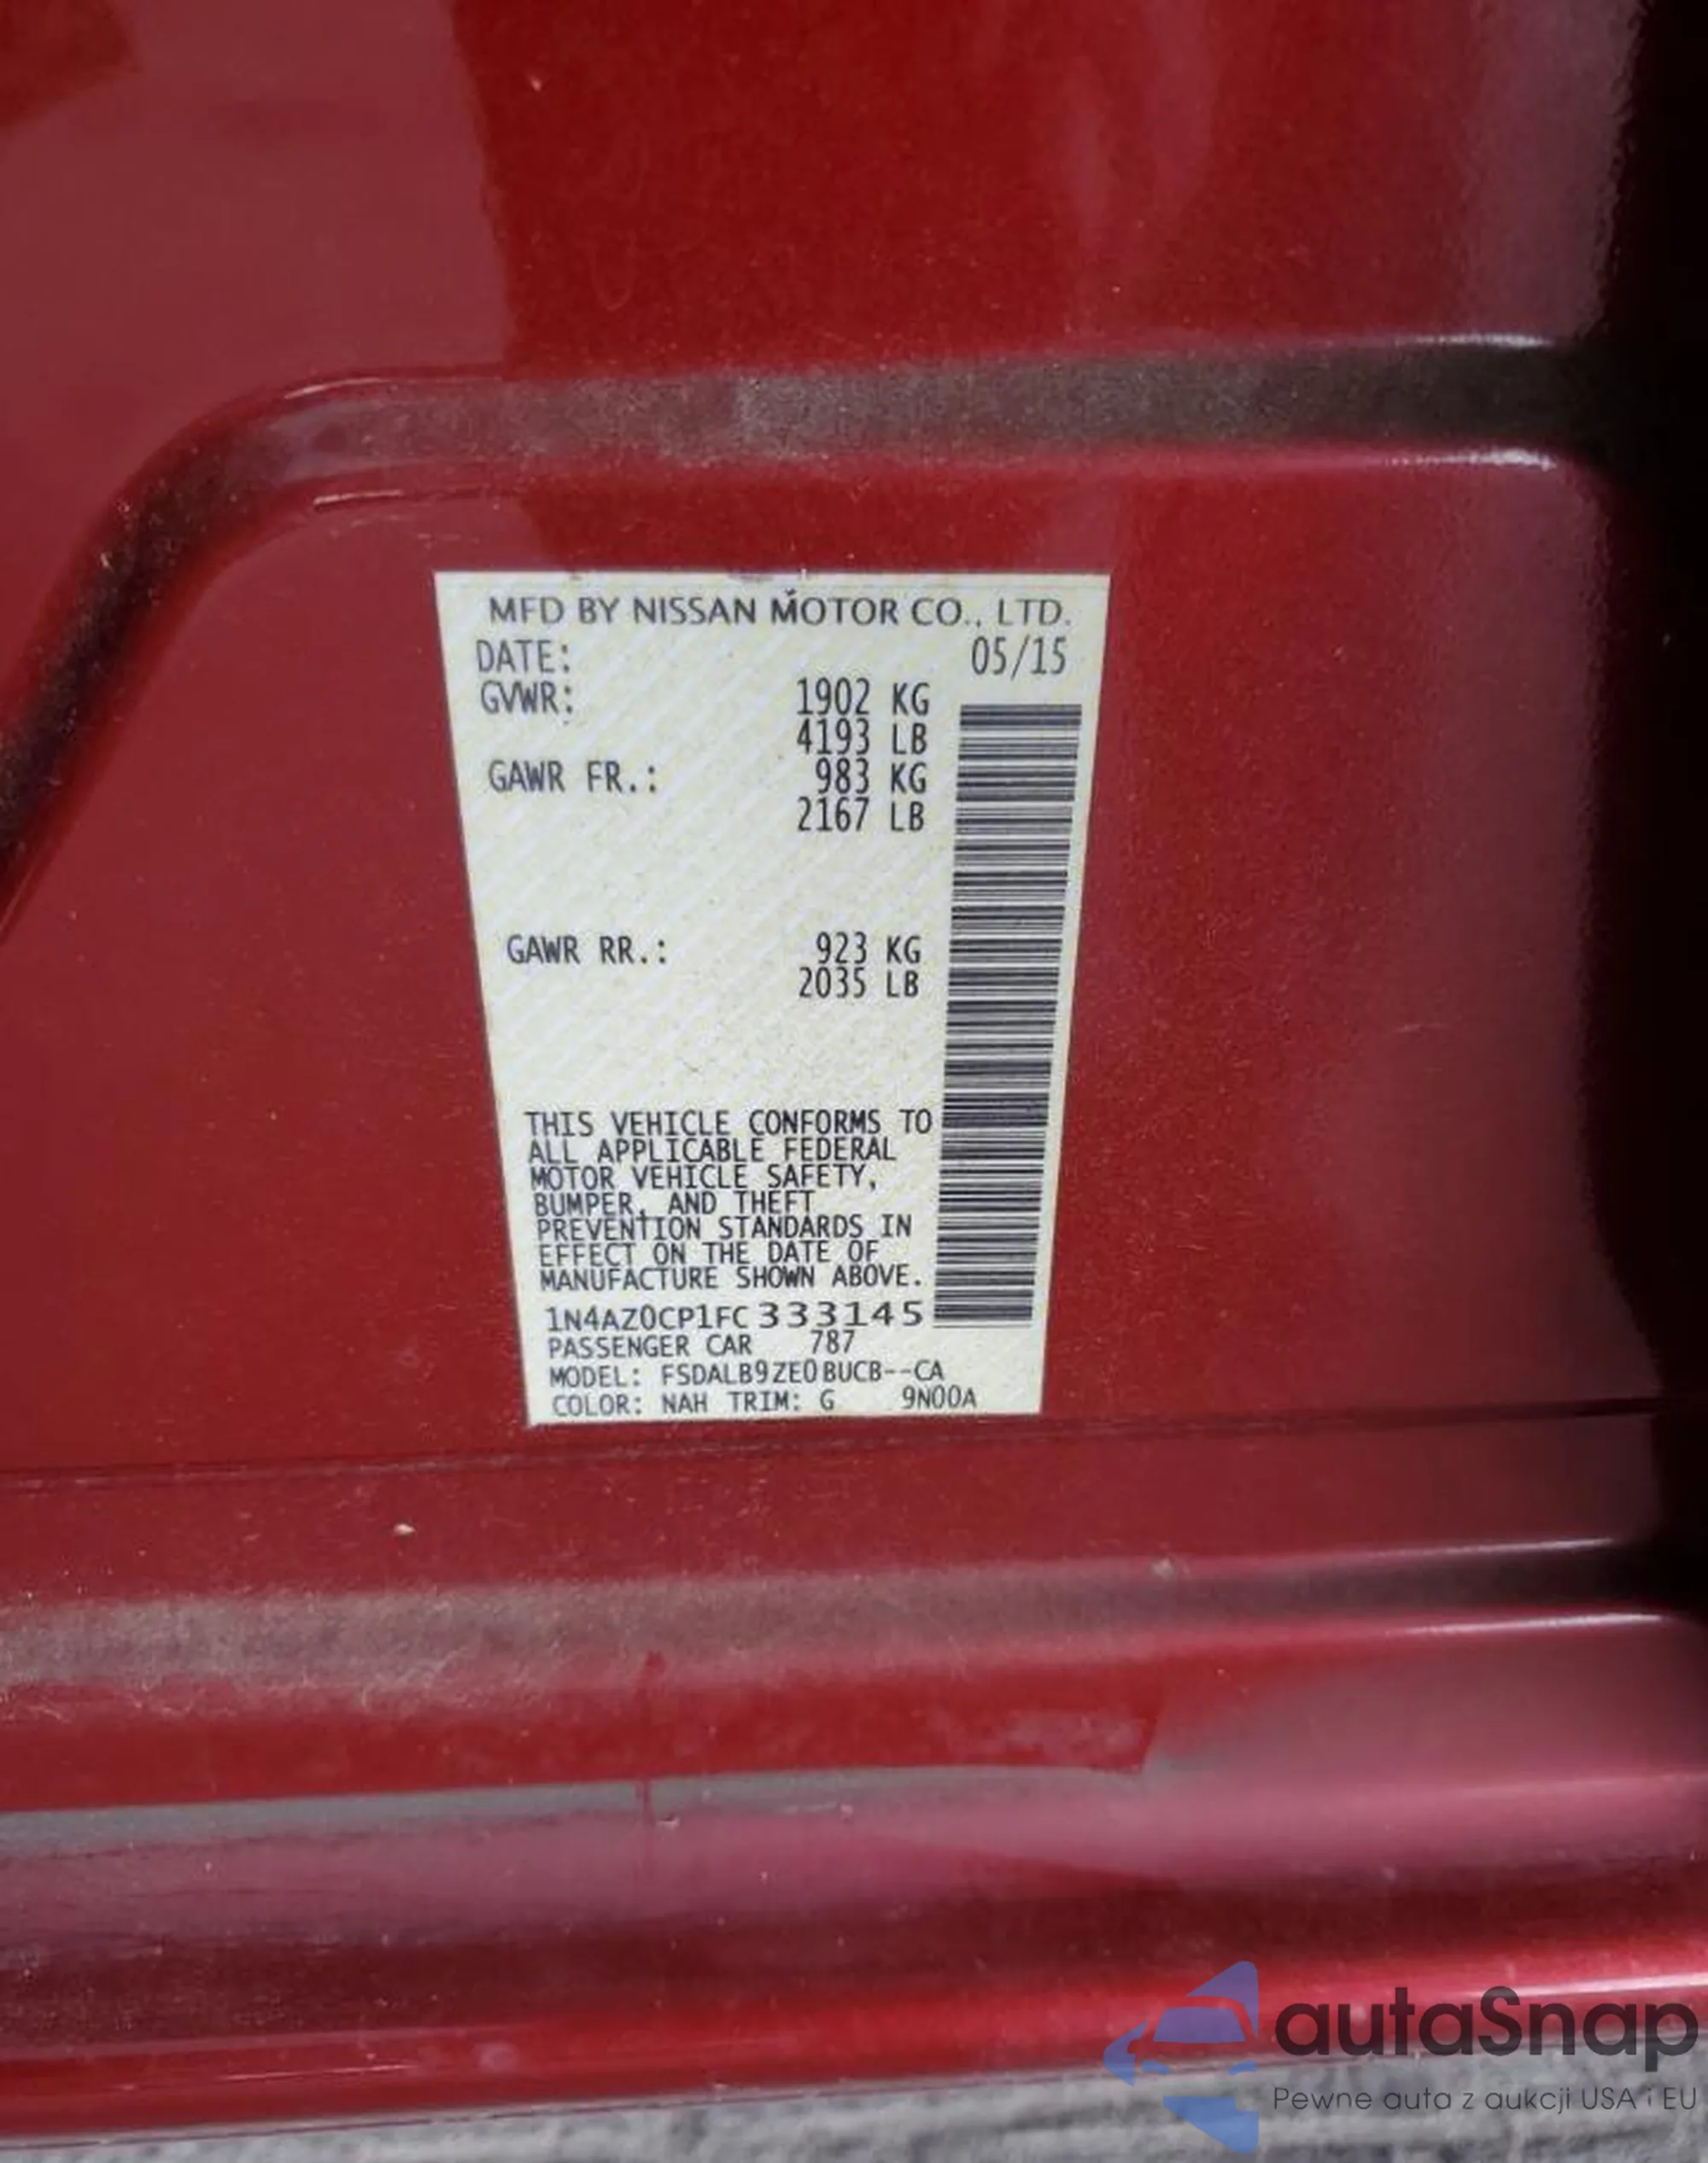 MFD BY NISSAN MOTOR CO., LTD.
DATE: 05/15
GVWR: 1902 KG
4193 LB
GAWR FR.: 983 KG
2167 LB
GAWR RR.: 923 KG
2035 LB
THIS VEHICLE CONFORMS TO
ALL APPLICABLE FEDERAL
MOTOR VEHICLE SAFETY,
BUMPER, AND THEFT
PREVENTION STANDARDS IN
EFFECT ON THE DATE OF
MANUFACTURE SHOWN ABOVE.
1N4AZ0CP1FC333145
PASSENGER CAR 787
MODEL: FSDALB9ZE0BUCB--CA
COLOR: NAH TRIM: G 9N00A
autaSnap
Pewne auta z aukcji USA i EU